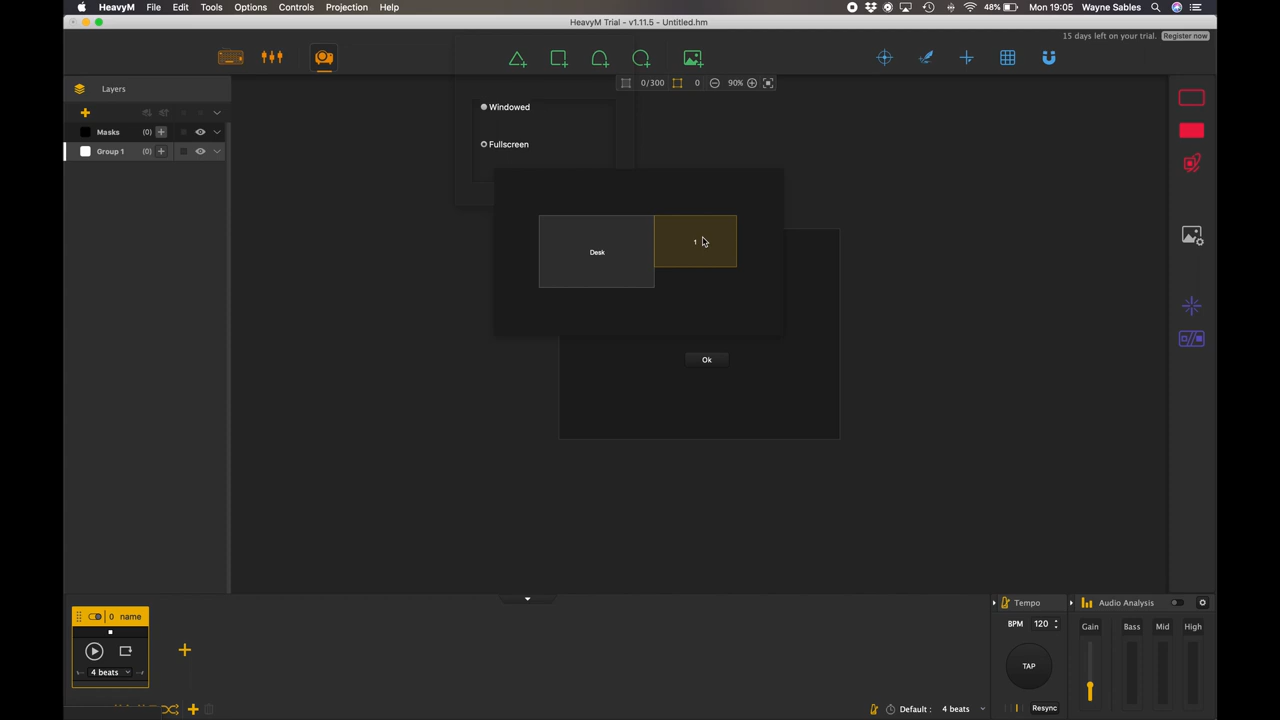 HeavyM File Edit Tools Options Controls Projection Help 48% Mon 19:05 Wayne Sables
HeavyM Trial - v1.11.5 - Untitled.hm
15 days left on your trial. Register now
Layers
0/300 0 90%
Windowed
Masks (0)
Fullscreen
Group 1 (0)
1
Desk
Ok
0 name
Tempo Audio Analysis
BPM 120 Gain Bass Mid High
TAP
4 beats
Default : 4 beats Resync